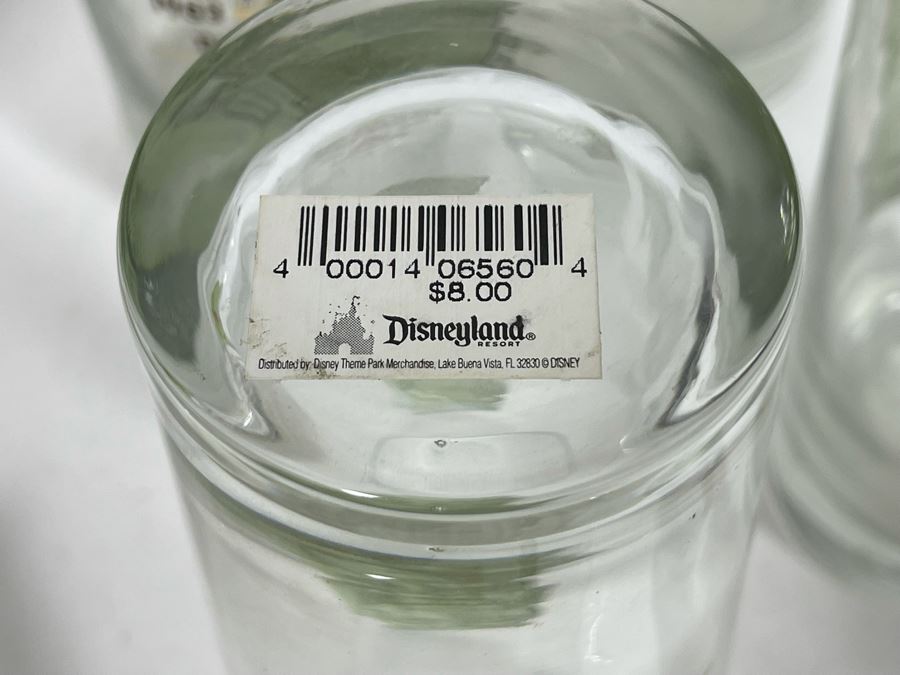 4 00014 06560 4
$8.00
Disneyland®
RESORT
Distributed by: Disney Theme Park Merchandise, Lake Buena Vista, FL 32830 © DISNEY